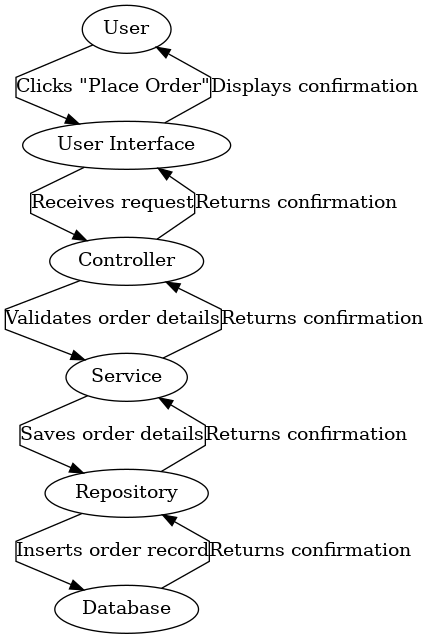 User
Clicks "Place Order"
Displays confirmation
User Interface
Receives request
Returns confirmation
Controller
Validates order details
Returns confirmation
Service
Saves order details
Returns confirmation
Repository
Inserts order record
Returns confirmation
Database